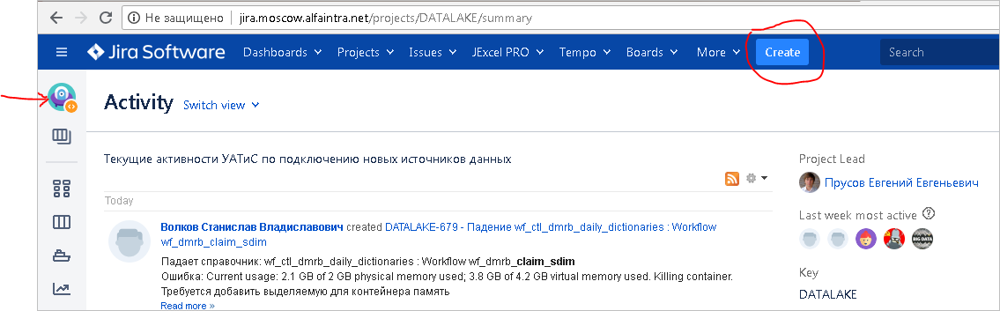 Не защищено jira.moscow.alfaintra.net/projects/DATALAKE/summary
Jira Software Dashboards Projects Issues JExcel PRO Tempo Boards More Create Search
Activity Switch view
Текущие активности УАТиС по подключению новых источников данных
Today
Волков Станислав Владиславович created DATALAKE-679 - Падение wf_ctl_dmrb_daily_dictionaries : Workflow
wf_dmrb_claim_sdim
Падает справочник: wf_ctl_dmrb_daily_dictionaries : Workflow wf_dmrb_claim_sdim
Ошибка: Current usage: 2.1 GB of 2 GB physical memory used; 3.8 GB of 4.2 GB virtual memory used. Killing container.
Требуется добавить выделяемую для контейнера память
Read more »
Project Lead
Прусов Евгений Евгеньевич
Last week most active ?
BIG DATA
Key
DATALAKE